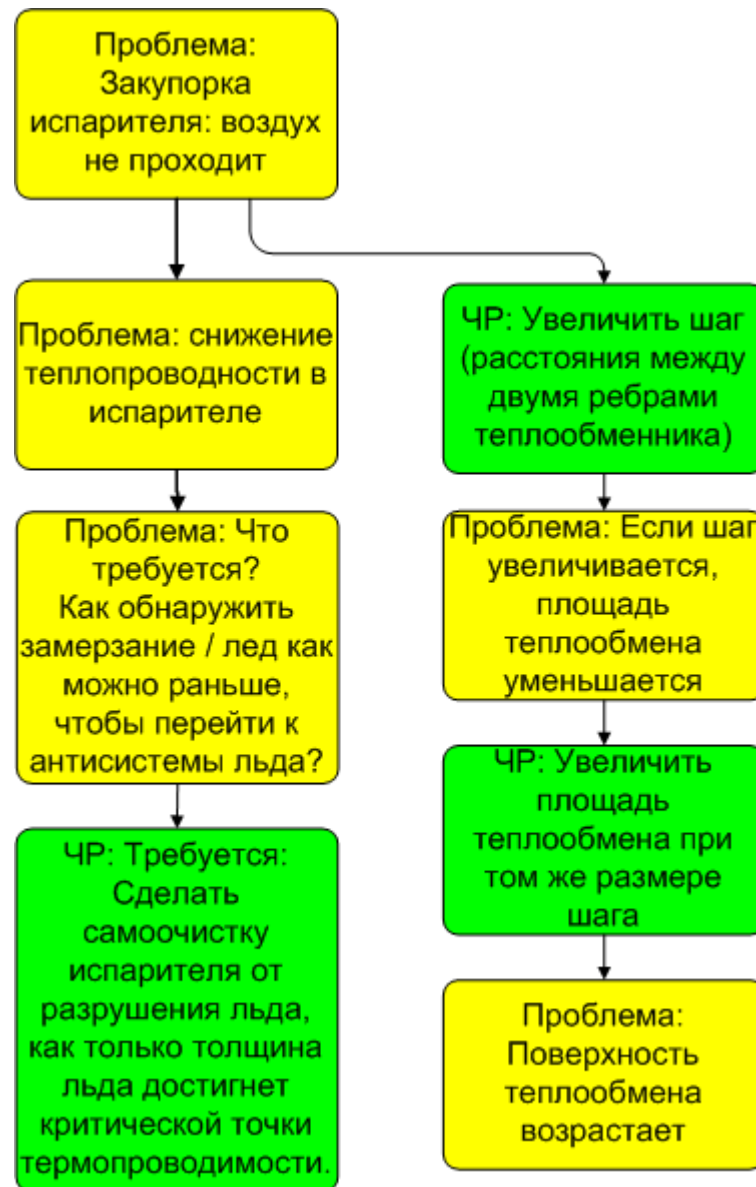 Проблема:
Закупорка
испарителя: воздух
не проходит
Проблема: снижение
теплопроводности в
испарителе
Проблема: Что
требуется?
Как обнаружить
замерзание / лед как
можно раньше,
чтобы перейти к
антисистемы льда?
ЧР: Требуется:
Сделать
самоочистку
испарителя от
разрушения льда,
как только толщина
льда достигнет
критической точки
термопроводимости.
ЧР: Увеличить шаг
(расстояния между
двумя ребрами
теплообменника)
Проблема: Если шаг
увеличивается,
площадь
теплообмена
уменьшается
ЧР: Увеличить
площадь
теплообмена при
том же размере
шага
Проблема:
Поверхность
теплообмена
возрастает